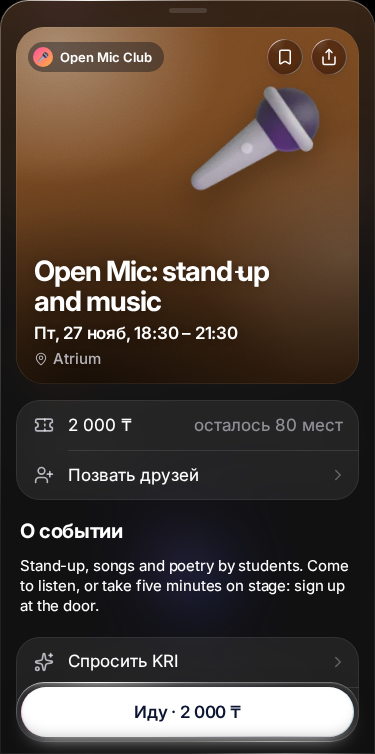 Open Mic Club
Open Mic: stand-up
and music
Пт, 27 нояб, 18:30 – 21:30
Atrium
2 000 ₸ осталось 80 мест
Позвать друзей
О событии
Stand-up, songs and poetry by students. Come
to listen, or take five minutes on stage: sign up
at the door.
Спросить KRI
Иду · 2 000 ₸